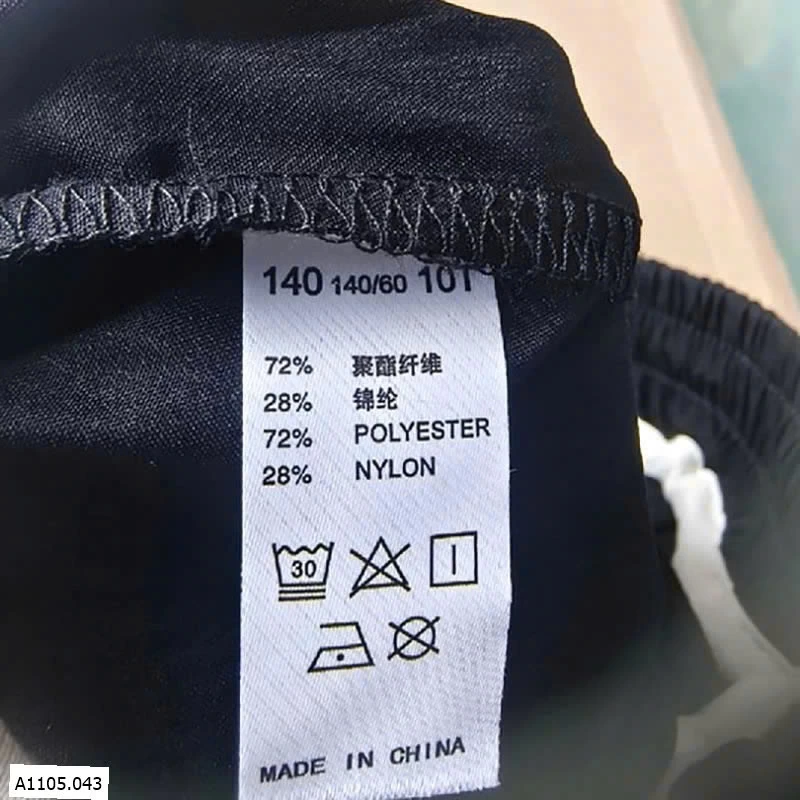 140 140/60 10T
72% 聚酯纤维
28% 锦纶
72% POLYESTER
28% NYLON
30
MADE IN CHINA
A1105.043